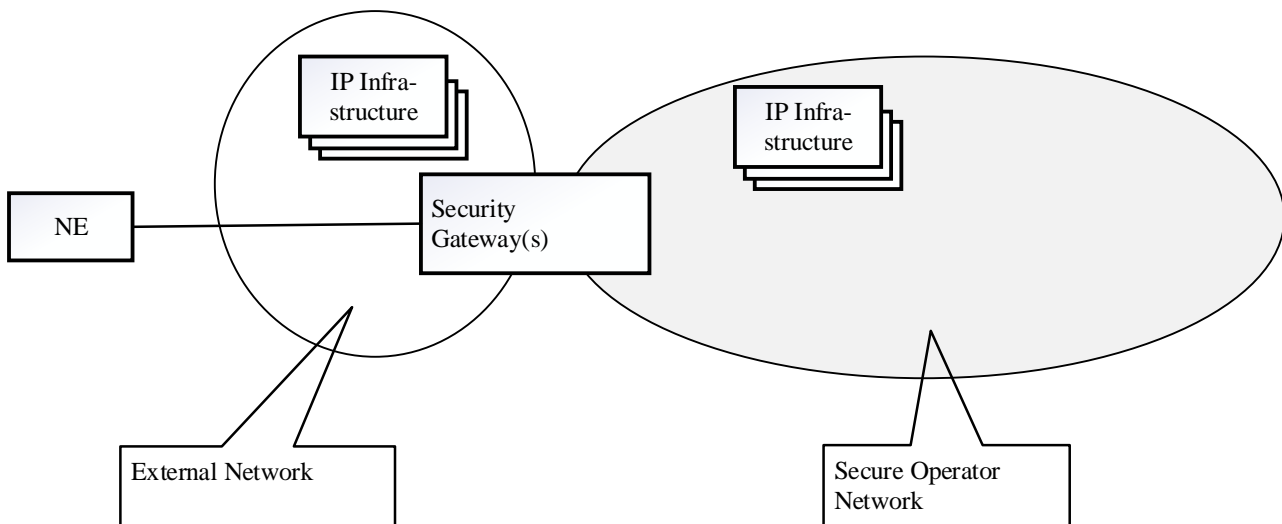 IP Infra-
structure
IP Infra-
structure
NE
Security
Gateway(s)
External Network
Secure Operator
Network